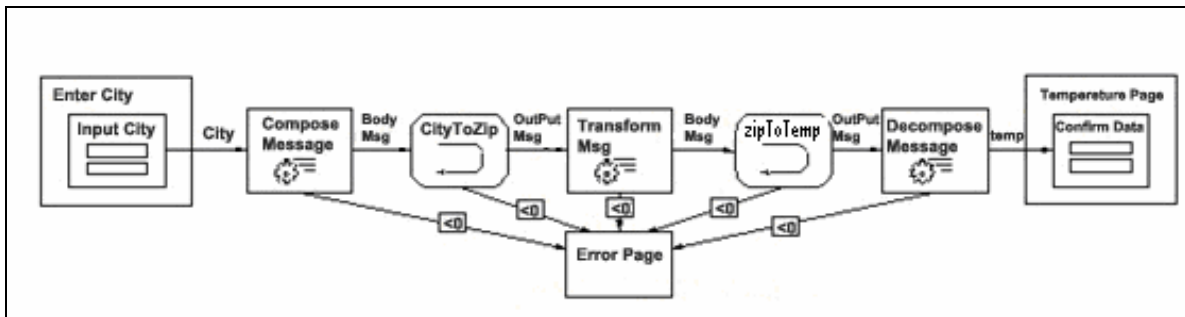 Enter City
Input City
City
Compose
Message
Body
Msg
CityToZip
OutPut
Msg
Transform
Msg
Body
Msg
zipToTemp
OutPut
Msg
Decompose
Message
temp
Temperature Page
Confirm Data
<0
<0
<0
<0
<0
Error Page